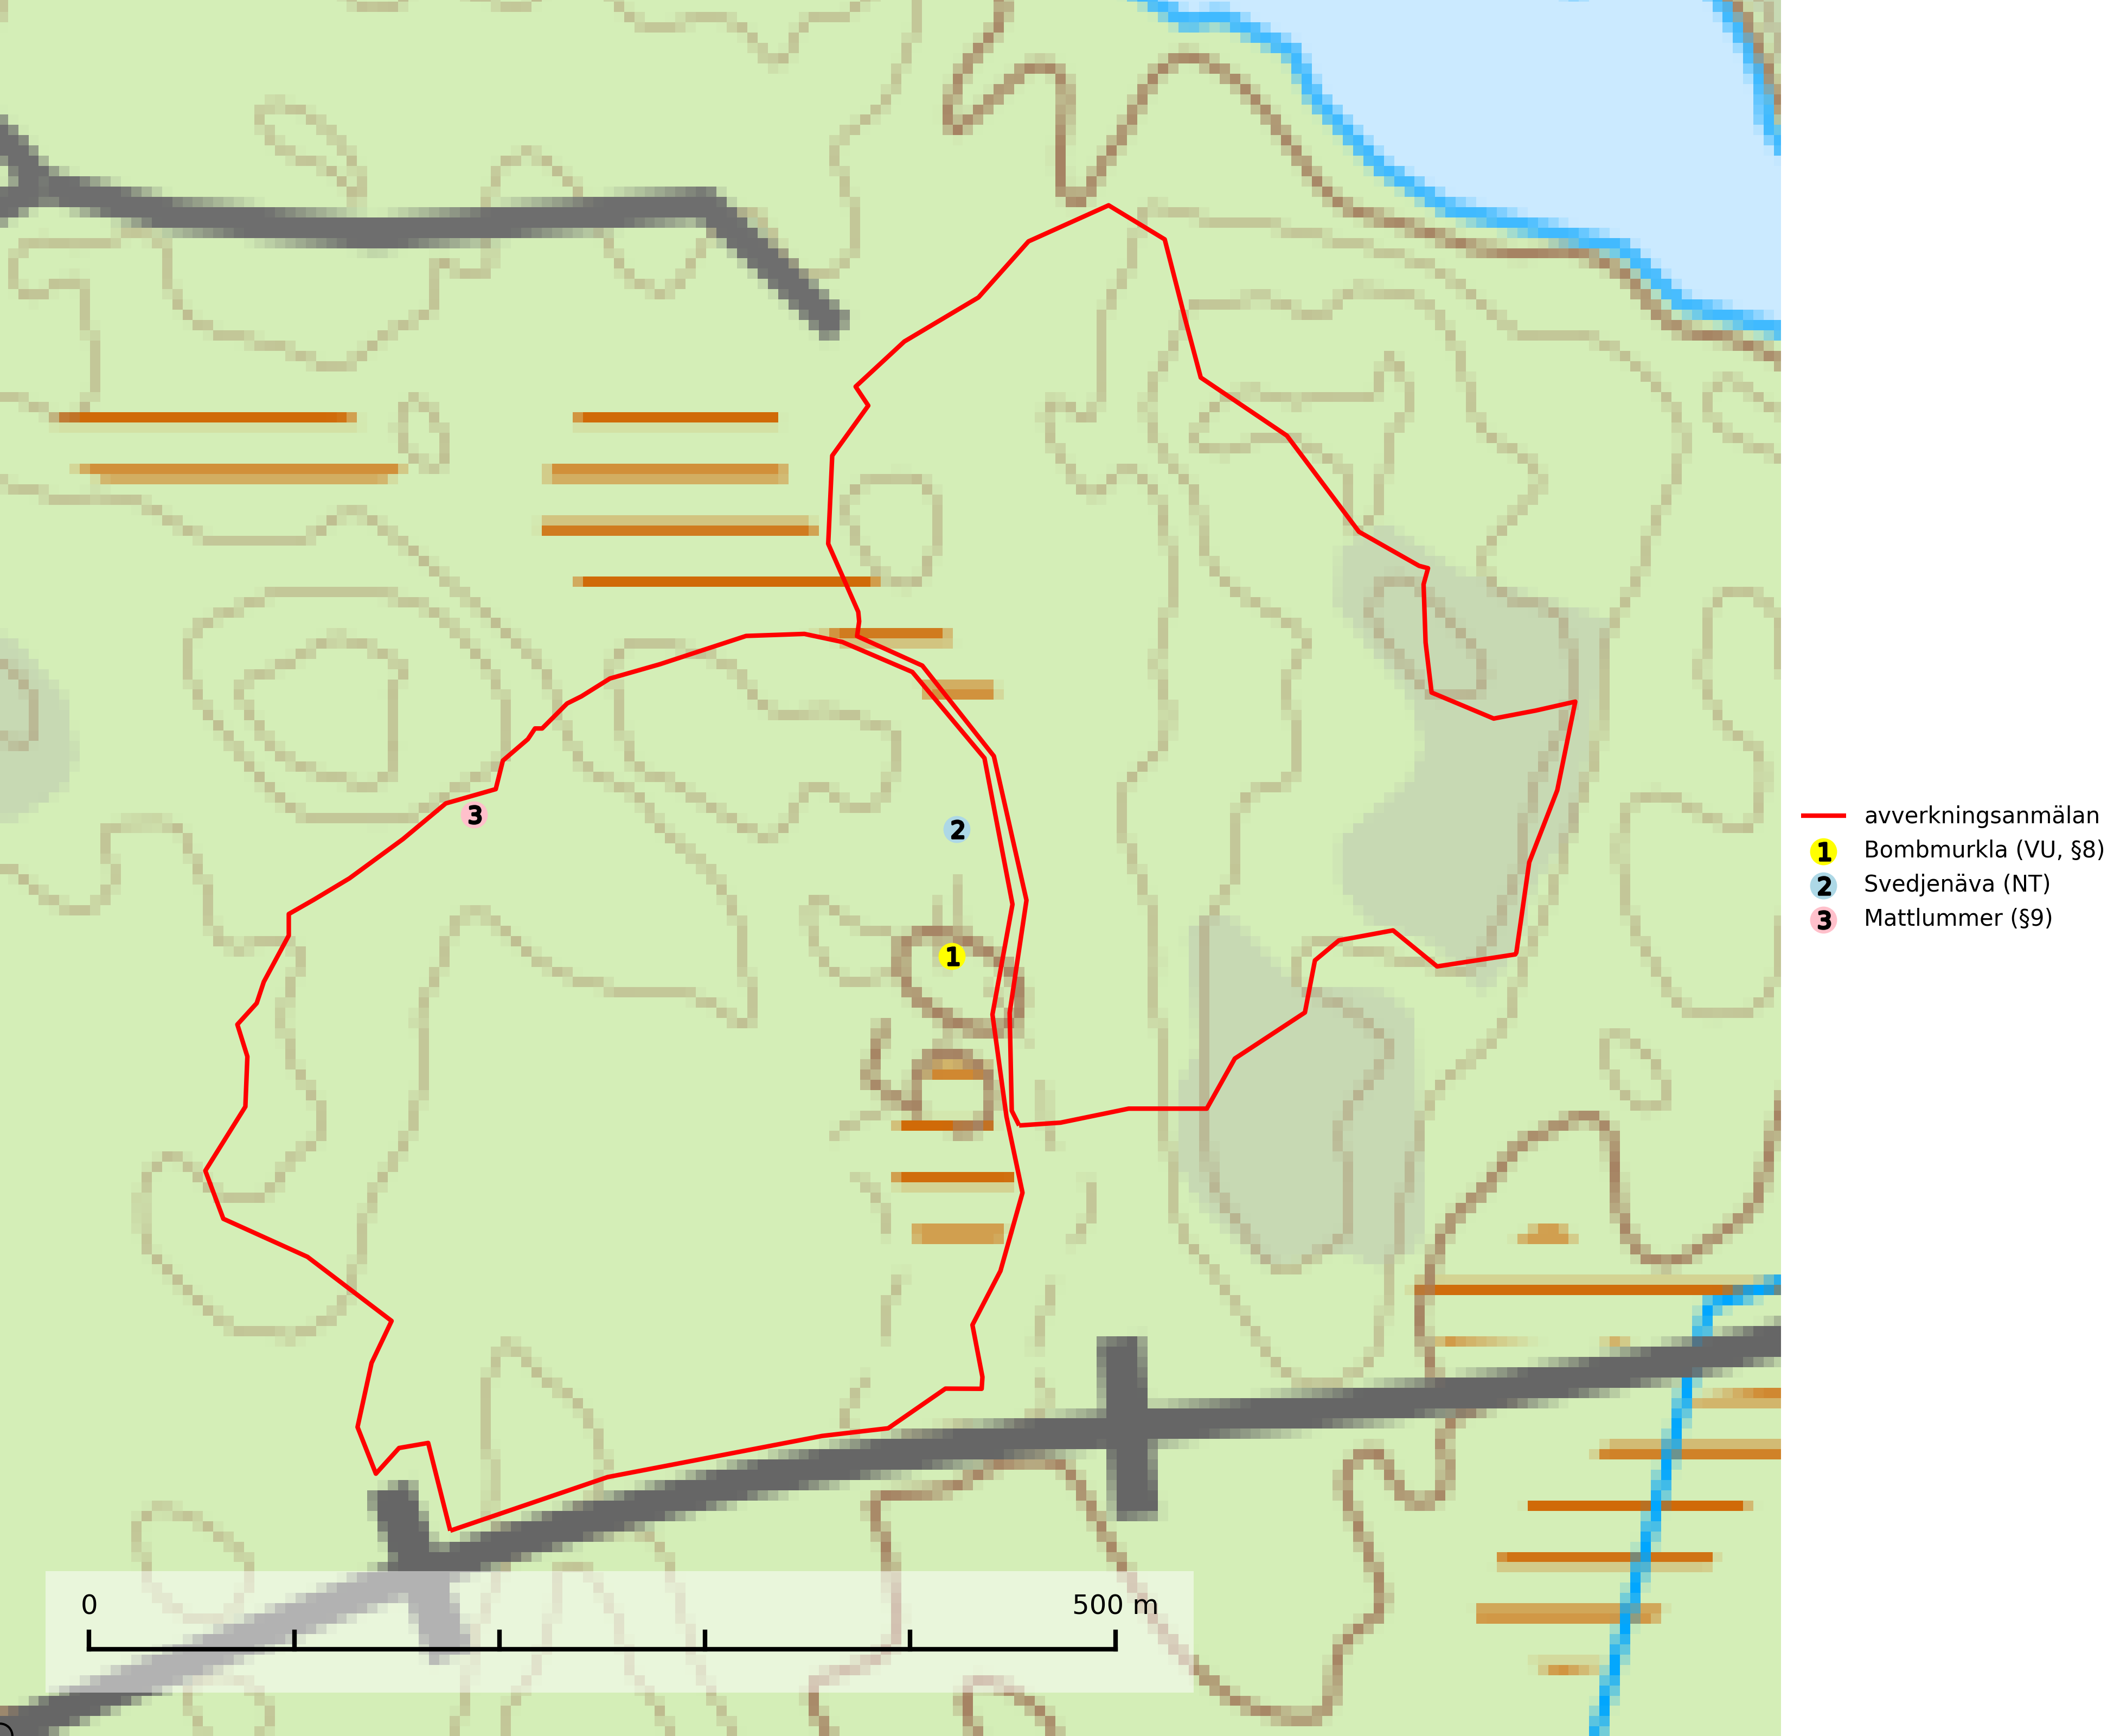 3
2
1
avverkningsanmälan
1 Bombmurkla (VU, §8)
2 Svedjenäva (NT)
3 Mattlummer (§9)
0 500 m